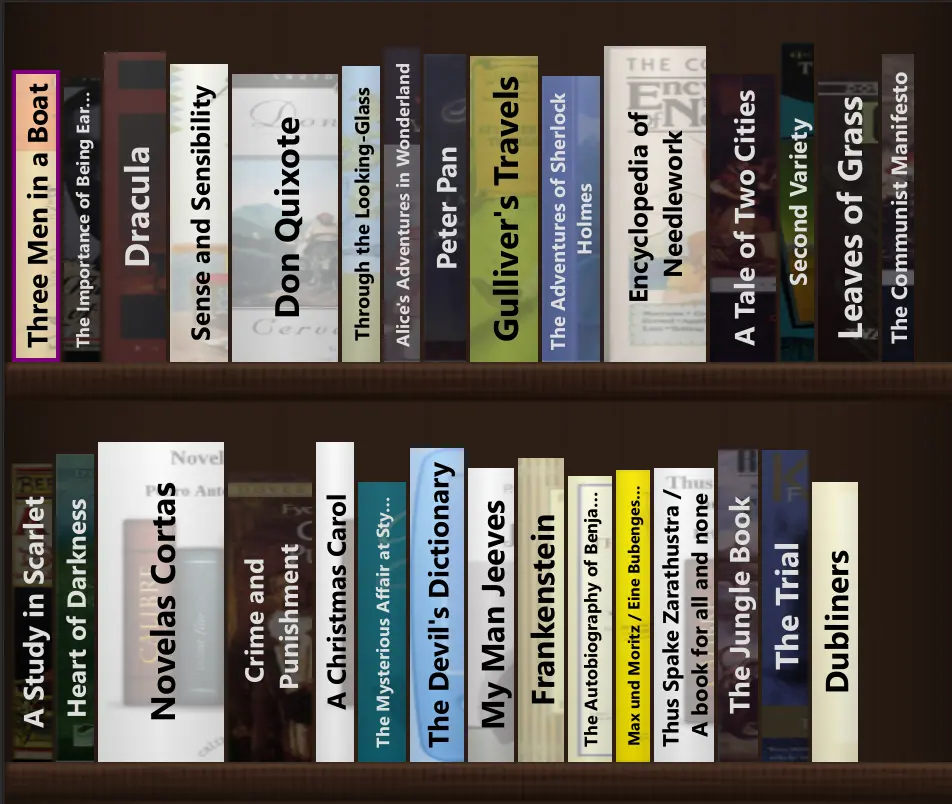 Three Men in a Boat
The Importance of Being Ear...
Dracula
Sense and Sensibility
Don Quixote
Through the Looking-Glass
Alice's Adventures in Wonderland
Peter Pan
Gulliver's Travels
The Adventures of Sherlock
Holmes
Encyclopedia of
Needlework
A Tale of Two Cities
Second Variety
Leaves of Grass
The Communist Manifesto
A Study in Scarlet
Heart of Darkness
Novelas Cortas
Crime and
Punishment
A Christmas Carol
The Mysterious Affair at Sty...
The Devil's Dictionary
My Man Jeeves
Frankenstein
The Autobiography of Benja...
Max und Moritz / Eine Bubenges...
Thus Spake Zarathustra /
A book for all and none
The Jungle Book
The Trial
Dubliners